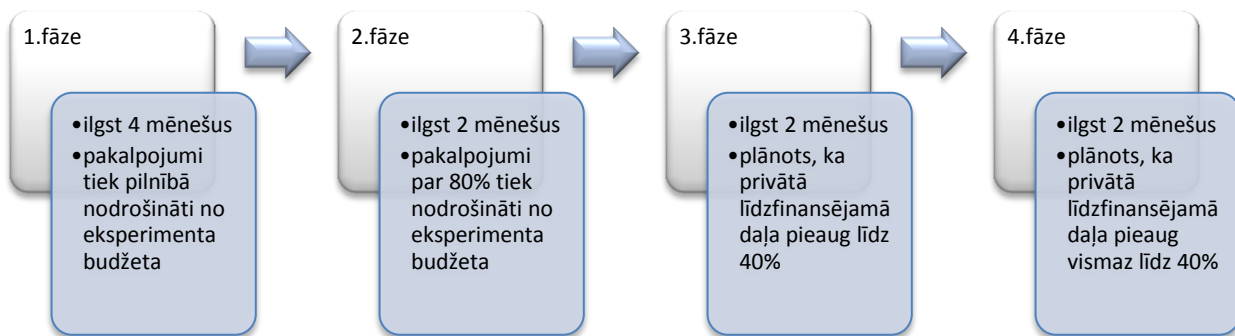 1.fāze
•ilgst 4 mēnešus
•pakalpojumi
tiek pilnībā
nodrošināti no
eksperimenta
budžeta
2.fāze
•ilgst 2 mēnešus
•pakalpojumi
par 80% tiek
nodrošināti no
eksperimenta
budžeta
3.fāze
•ilgst 2 mēnešus
•plānots, ka
privātā
līdzfinansējamā
daļa pieaug līdz
40%
4.fāze
•ilgst 2 mēnešus
•plānots, ka
privātā
līdzfinansējamā
daļa pieaug
vismaz līdz 40%